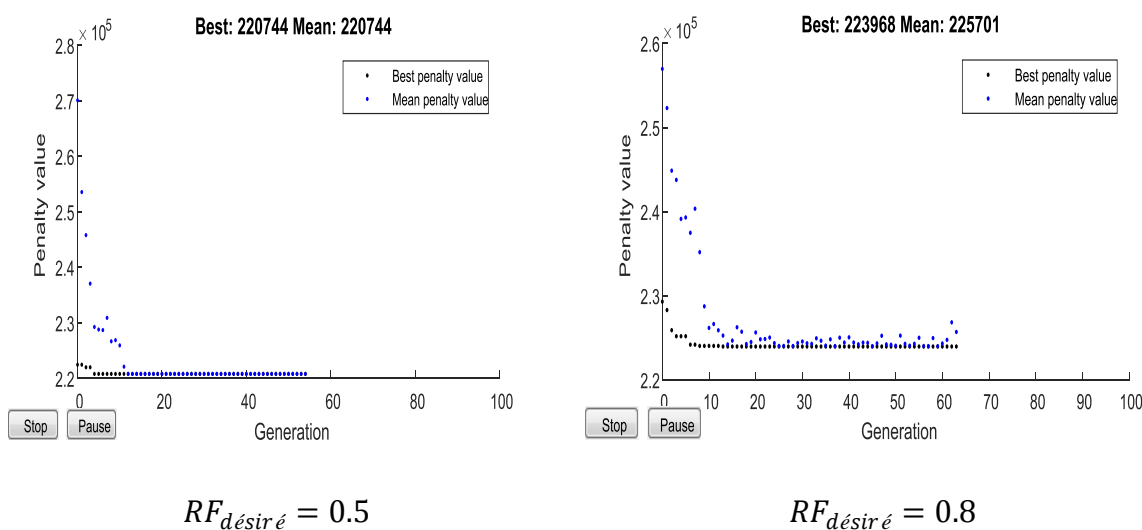 Best: 220744 Mean: 220744
× 10^5
2.8
2.7
2.6
2.5
2.4
2.3
2.2
Penalty value
Best penalty value
Mean penalty value
0 20 40 60 80 100
Generation
Stop Pause
RF_désiré = 0.5
Best: 223968 Mean: 225701
× 10^5
2.6
2.6
2.4
2.3
2.2
Penalty value
Best penalty value
Mean penalty value
0 10 20 30 40 50 60 70 80 90 100
Generation
Stop Pause
RF_désiré = 0.8